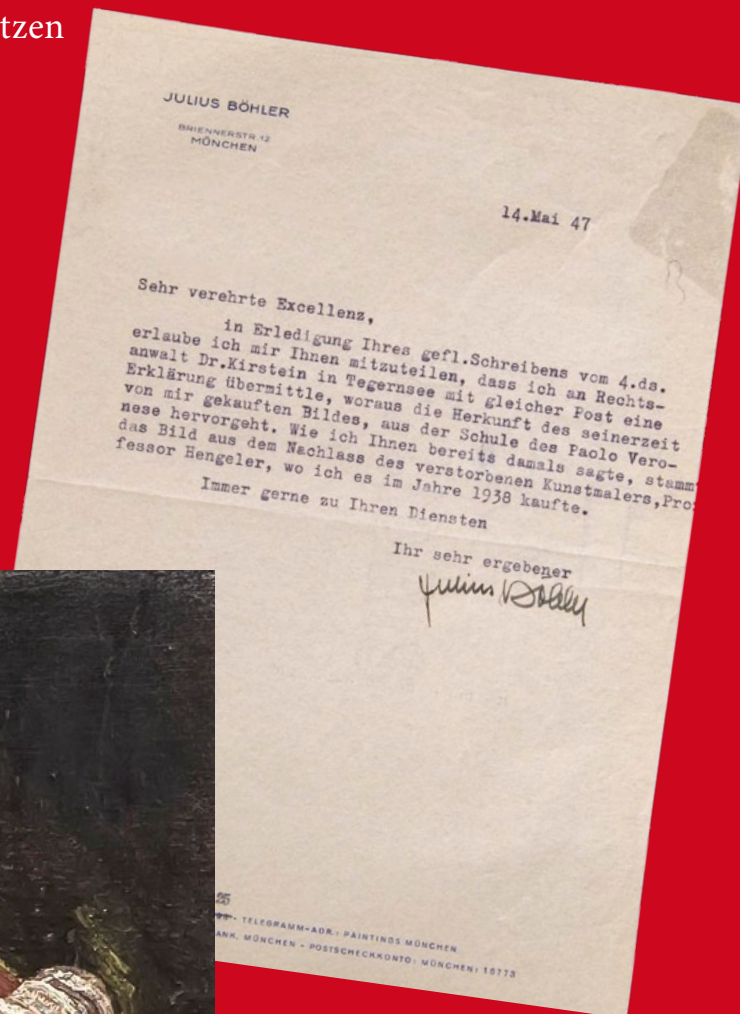 tzen
JULIUS BÖHLER
BRIENNERSTR. 12
MÜNCHEN
14.Mai 47
Sehr verehrte Excellenz,
in Erledigung Ihres gefl.Schreibens vom 4.ds.
erlaube ich mir Ihnen mitzuteilen, dass ich an Rechts-
anwalt Dr.Kirstein in Tegernsee mit gleicher Post eine
Erklärung übermittle, woraus die Herkunft des seinerzeit
von mir gekauften Bildes, aus der Schule des Paolo Vero-
nese hervorgeht. Wie ich Ihnen bereits damals sagte, stamm
das Bild aus dem Nachlass des verstorbenen Kunstmalers,Pro
fessor Hengeler, wo ich es im Jahre 1938 kaufte.
Immer gerne zu Ihren Diensten
Ihr sehr ergebener
Julius Böhler
- TELEGRAMM-ADR.: PAINTINGS MÜNCHEN
ANK, MÜNCHEN - POSTSCHECKKONTO: MÜNCHEN: 18773